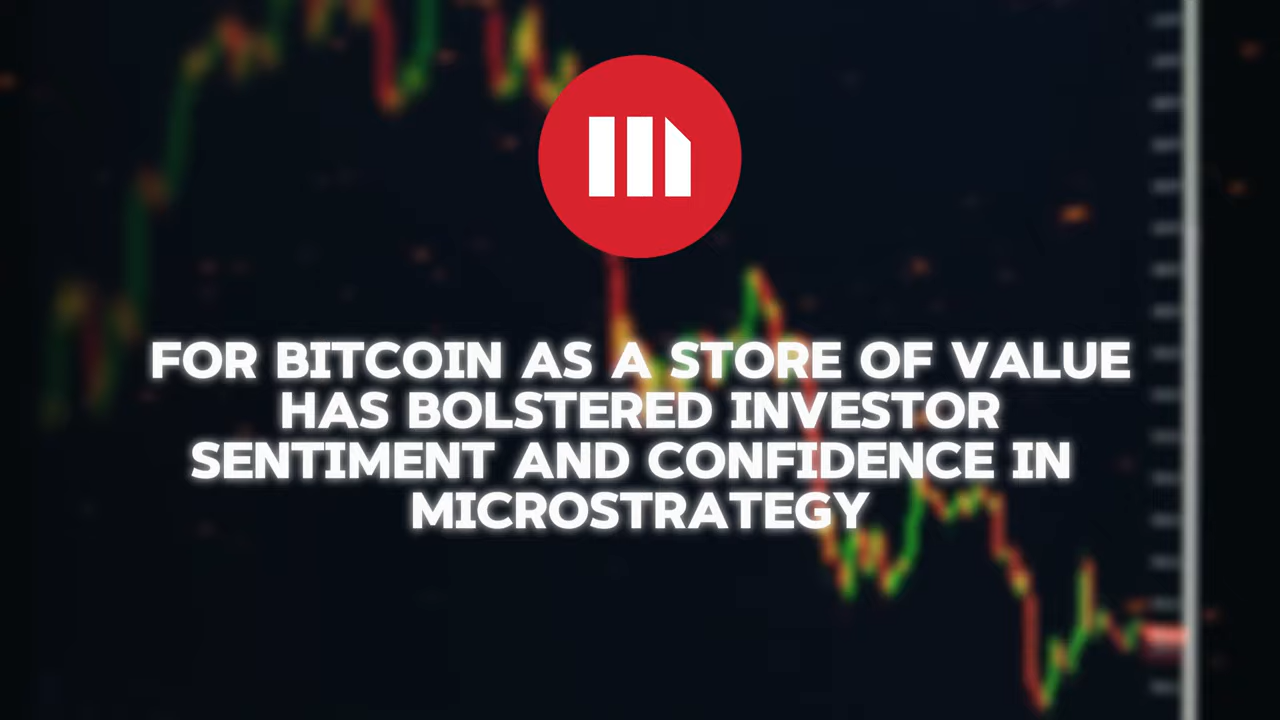 FOR BITCOIN AS A STORE OF VALUE
HAS BOLSTERED INVESTOR
SENTIMENT AND CONFIDENCE IN
MICROSTRATEGY